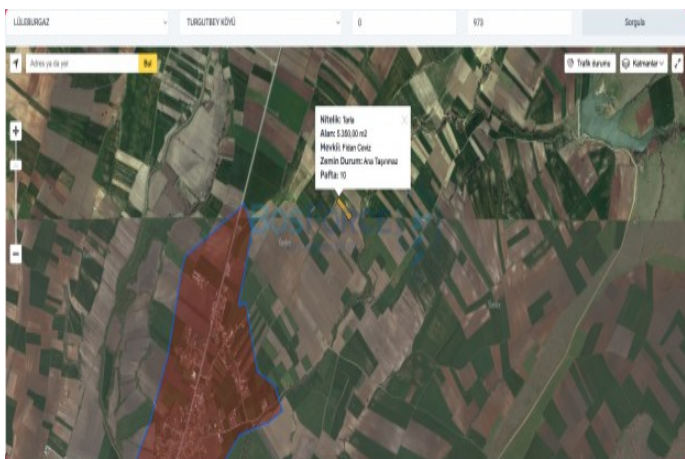 LÜLEBURGAZ
TURGUTBEY KÖYÜ
0
973
Sorgula
Adres ya da yer
Bul
Trafik durumu
Katmanlar
Nitelik: Tarla
Alan: 5.350,00 m2
Mevkii: Fidan Ceviz
Zemin Durum: Ana Taşınmaz
Pafta: 10